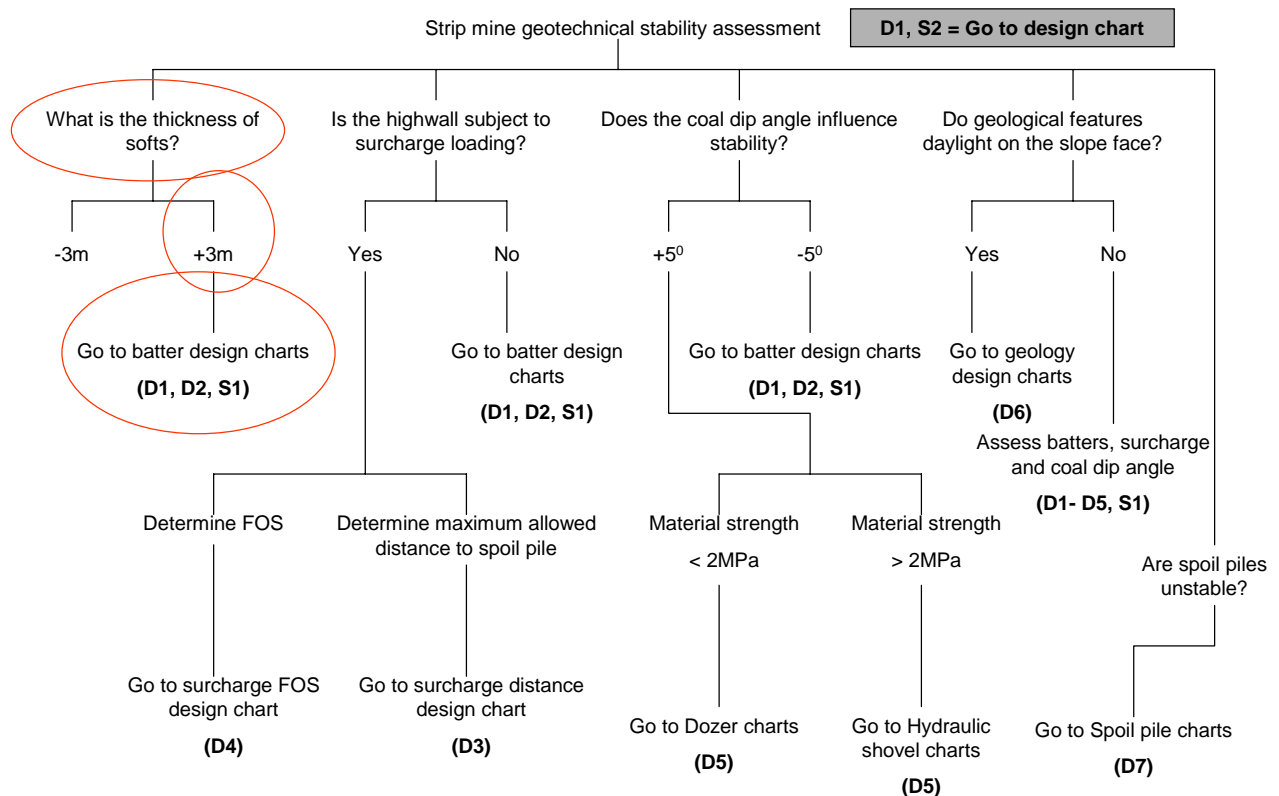 Strip mine geotechnical stability assessment
D1, S2 = Go to design chart
What is the thickness of
softs?
Is the highwall subject to
surcharge loading?
Does the coal dip angle influence
stability?
Do geological features
daylight on the slope face?
-3m
+3m
Yes
No
+5⁰
-5⁰
Yes
No
Go to batter design charts
(D1, D2, S1)
Go to batter design
charts
(D1, D2, S1)
Go to batter design charts
(D1, D2, S1)
Go to geology
design charts
(D6)
Assess batters, surcharge
and coal dip angle
(D1- D5, S1)
Determine FOS
Determine maximum allowed
distance to spoil pile
Material strength
< 2MPa
Material strength
> 2MPa
Are spoil piles
unstable?
Go to surcharge FOS
design chart
(D4)
Go to surcharge distance
design chart
(D3)
Go to Dozer charts
(D5)
Go to Hydraulic
shovel charts
(D5)
Go to Spoil pile charts
(D7)